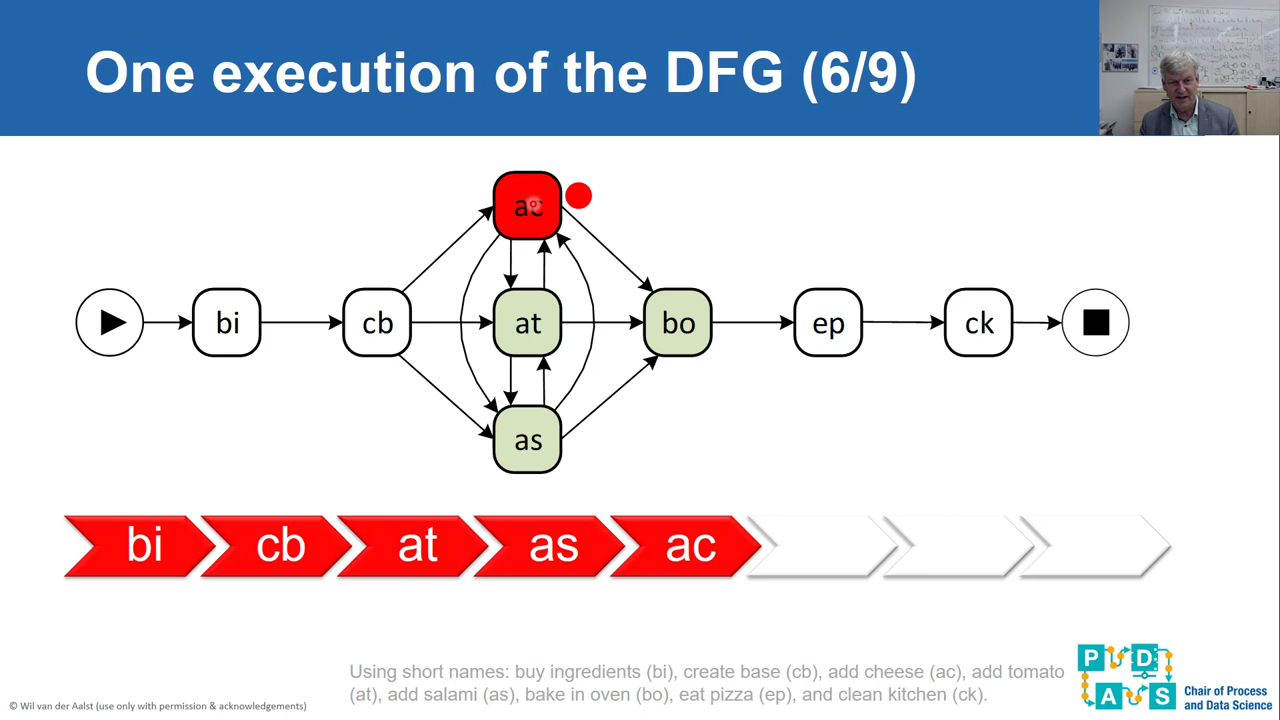 One execution of the DFG (6/9)
ac
bi
cb
at
bo
ep
ck
as
bi cb at as ac
Using short names: buy ingredients (bi), create base (cb), add cheese (ac), add tomato
(at), add salami (as), bake in oven (bo), eat pizza (ep), and clean kitchen (ck).
© Wil van der Aalst (use only with permission & acknowledgements)
P D
A S
Chair of Process
and Data Science